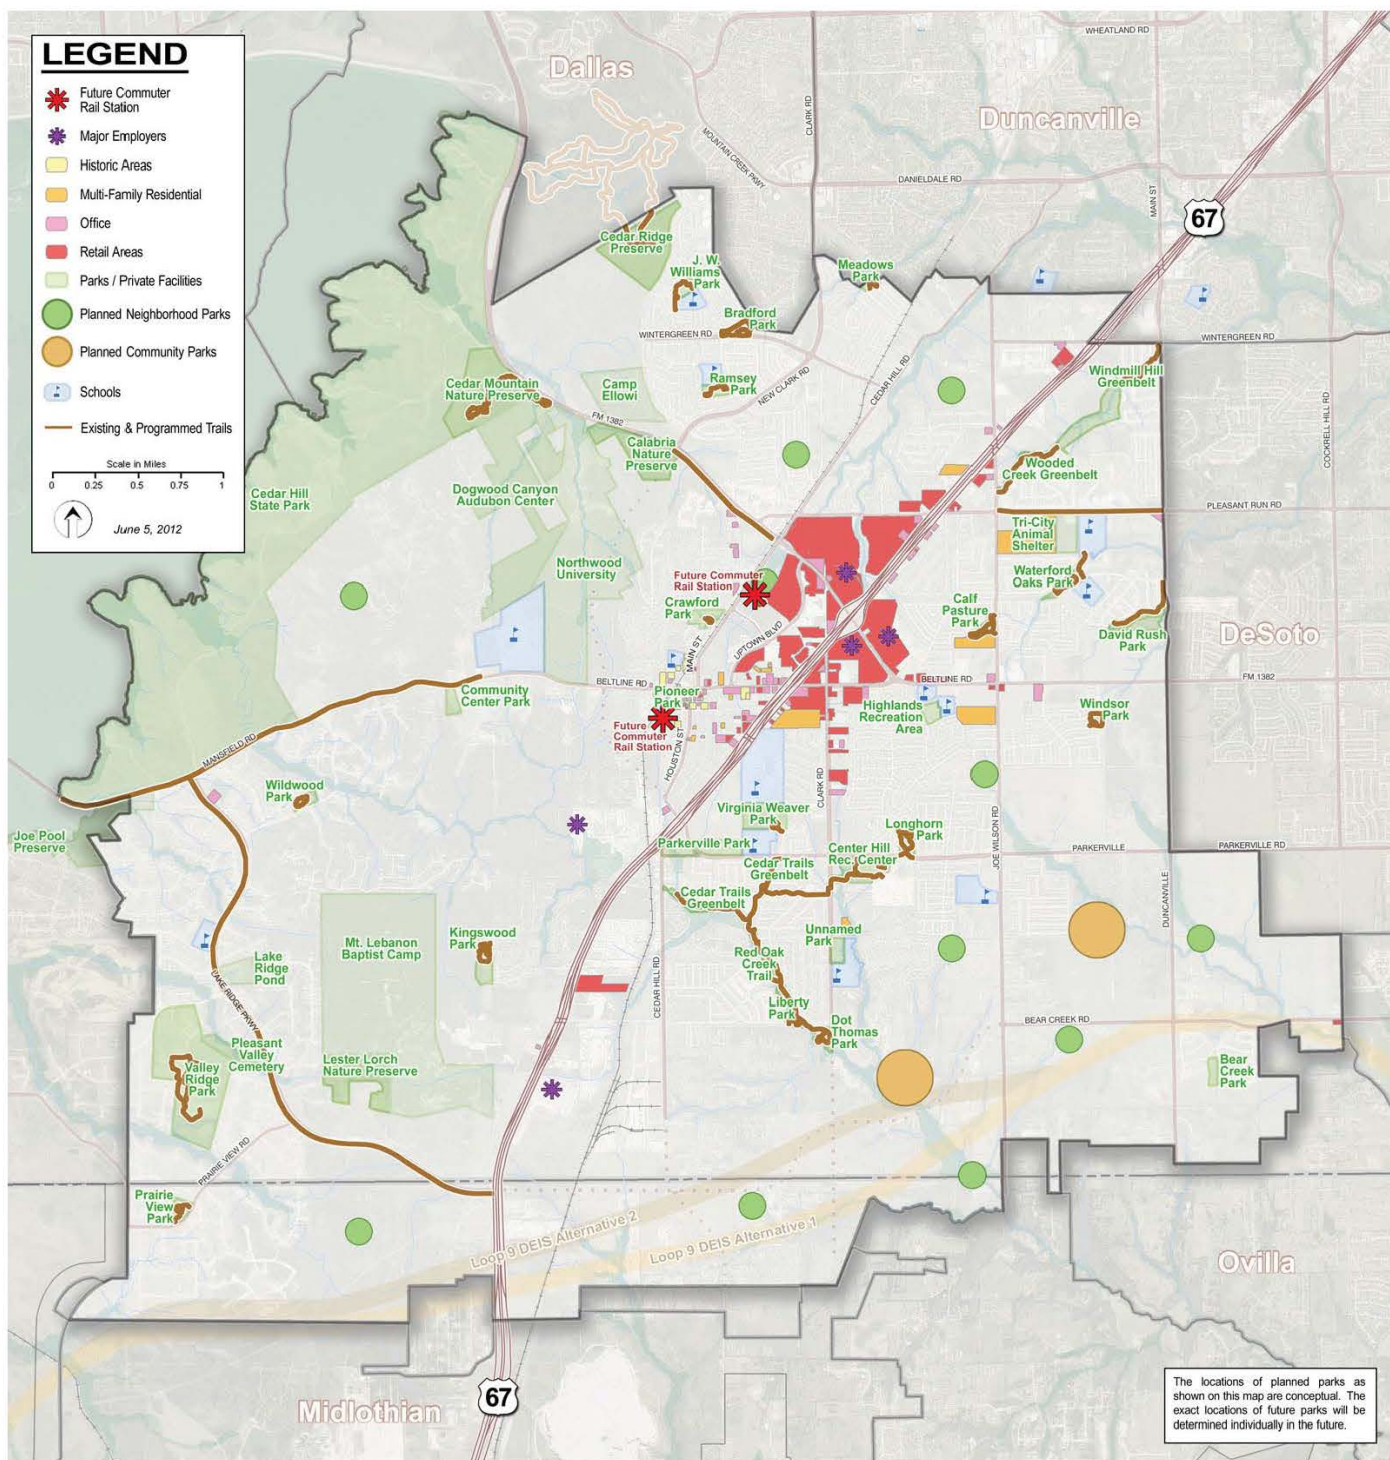 LEGEND
Future Commuter
Rail Station
Major Employers
Historic Areas
Multi-Family Residential
Office
Retail Areas
Parks / Private Facilities
Planned Neighborhood Parks
Planned Community Parks
Schools
Existing & Programmed Trails
Scale in Miles
0 0.25 0.5 0.75 1
June 5, 2012
Dallas
Duncanville
WHEATLAND RD
CLARK RD
MOUNTAIN CREEK PKWY
DANIELDALE RD
MAIN ST
67
Cedar Ridge
Preserve
J. W.
Williams
Park
Meadows
Park
Bradford
Park
WINTERGREEN RD
WINTERGREEN RD
CEDAR HILL RD
NEW CLARK RD
Windmill Hill
Greenbelt
COCKRELL HILL RD
Cedar Mountain
Nature Preserve
Camp
Ellowi
Ramsey
Park
FM 1382
Calabria
Nature
Preserve
Wooded
Creek Greenbelt
Cedar Hill
State Park
Dogwood Canyon
Audubon Center
PLEASANT RUN RD
Tri-City
Animal
Shelter
Northwood
University
Future Commuter
Rail Station
Waterford
Oaks Park
Crawford
Park
Calf
Pasture
Park
David Rush
Park
DeSoto
UPTOWN BLVD
MAIN ST
BELTLINE RD
Pioneer
Park
BELTLINE RD
FM 1382
Community
Center Park
Highlands
Recreation
Area
Windsor
Park
Future
Commuter
Rail Station
HOUSTON ST
MANSFIELD RD
CLARK RD
Wildwood
Park
Virginia Weaver
Park
Longhorn
Park
JOE WILSON RD
Joe Pool
Preserve
Parkerville Park
Center Hill
Rec. Center
PARKERVILLE
PARKERVILLE RD
Cedar Trails
Greenbelt
Cedar Trails
Greenbelt
DUNCANVILLE
Kingswood
Park
Mt. Lebanon
Baptist Camp
Unnamed
Park
Lake
Ridge
Pond
Red Oak
Creek
Trail
CEDAR HILL RD
LAKE RIDGE PKWY
Liberty
Park
Dot
Thomas
Park
BEAR CREEK RD
Pleasant
Valley
Cemetery
Lester Lorch
Nature Preserve
Valley
Ridge
Park
Bear
Creek
Park
PRAIRIE VIEW RD
Prairie
View
Park
Loop 9 DEIS Alternative 2
Loop 9 DEIS Alternative 1
Ovilla
Midlothian
67
The locations of planned parks as
shown on this map are conceptual. The
exact locations of future parks will be
determined individually in the future.